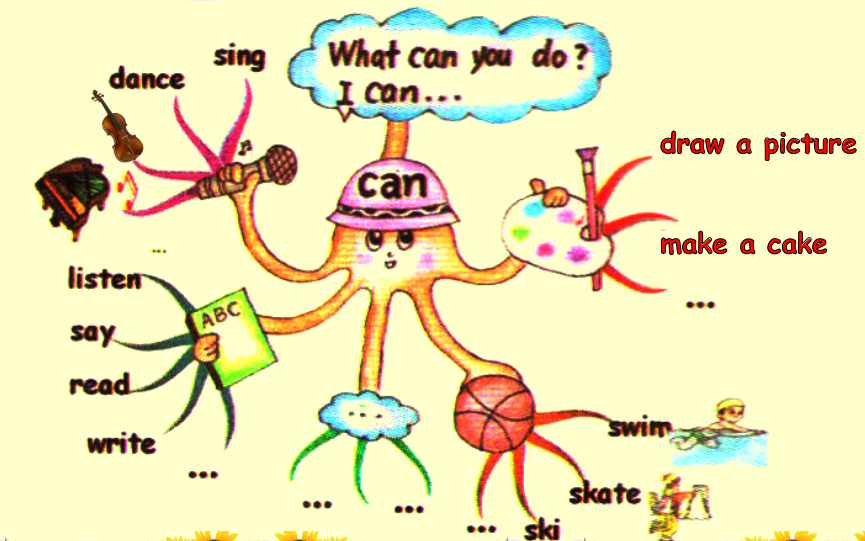 What can you do?
I can...
can
sing
dance
draw a picture
make a cake
...
...
listen
say
read
write
...
ABC
...
...
...
swim
skate
ski
...